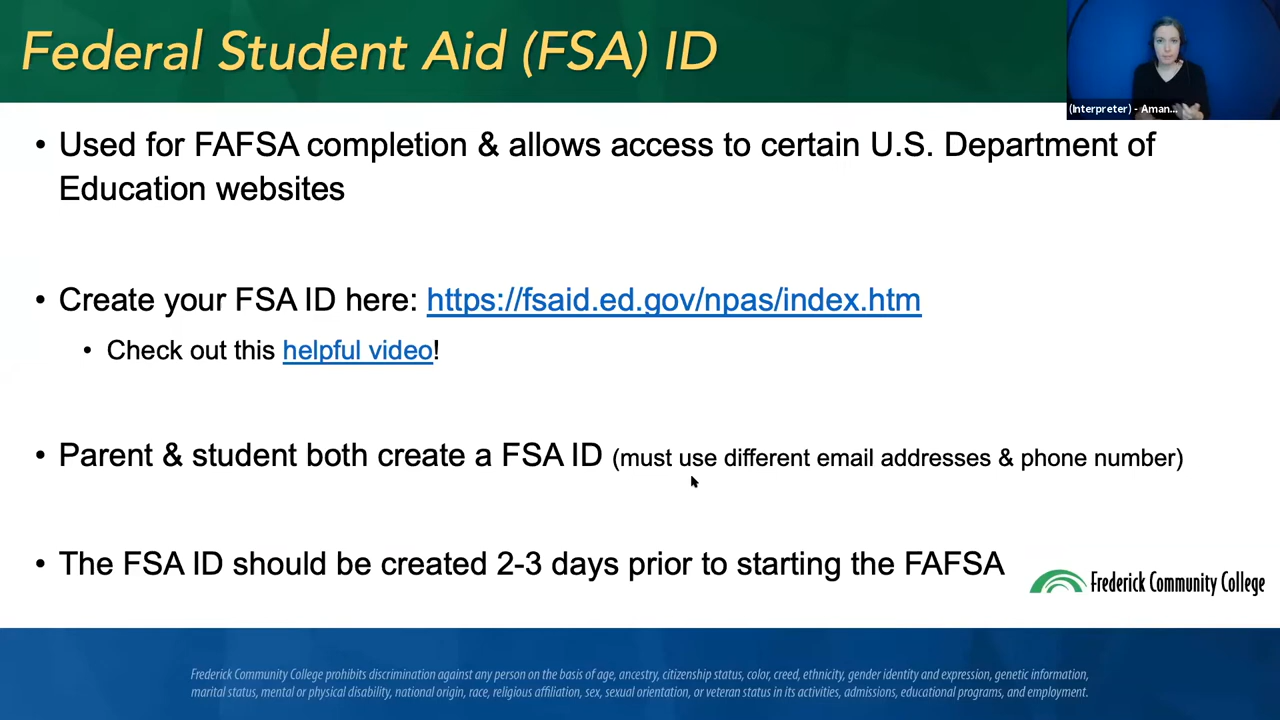 Federal Student Aid (FSA) ID
(Interpreter) - Aman...
• Used for FAFSA completion & allows access to certain U.S. Department of
Education websites
• Create your FSA ID here: https://fsaid.ed.gov/npas/index.htm
• Check out this helpful video!
• Parent & student both create a FSA ID (must use different email addresses & phone number)
• The FSA ID should be created 2-3 days prior to starting the FAFSA
Frederick Community College
Frederick Community College prohibits discrimination against any person on the basis of age, ancestry, citizenship status, color, creed, ethnicity, gender identity and expression, genetic information,
marital status, mental or physical disability, national origin, race, religious affiliation, sex, sexual orientation, or veteran status in its activities, admissions, educational programs, and employment.